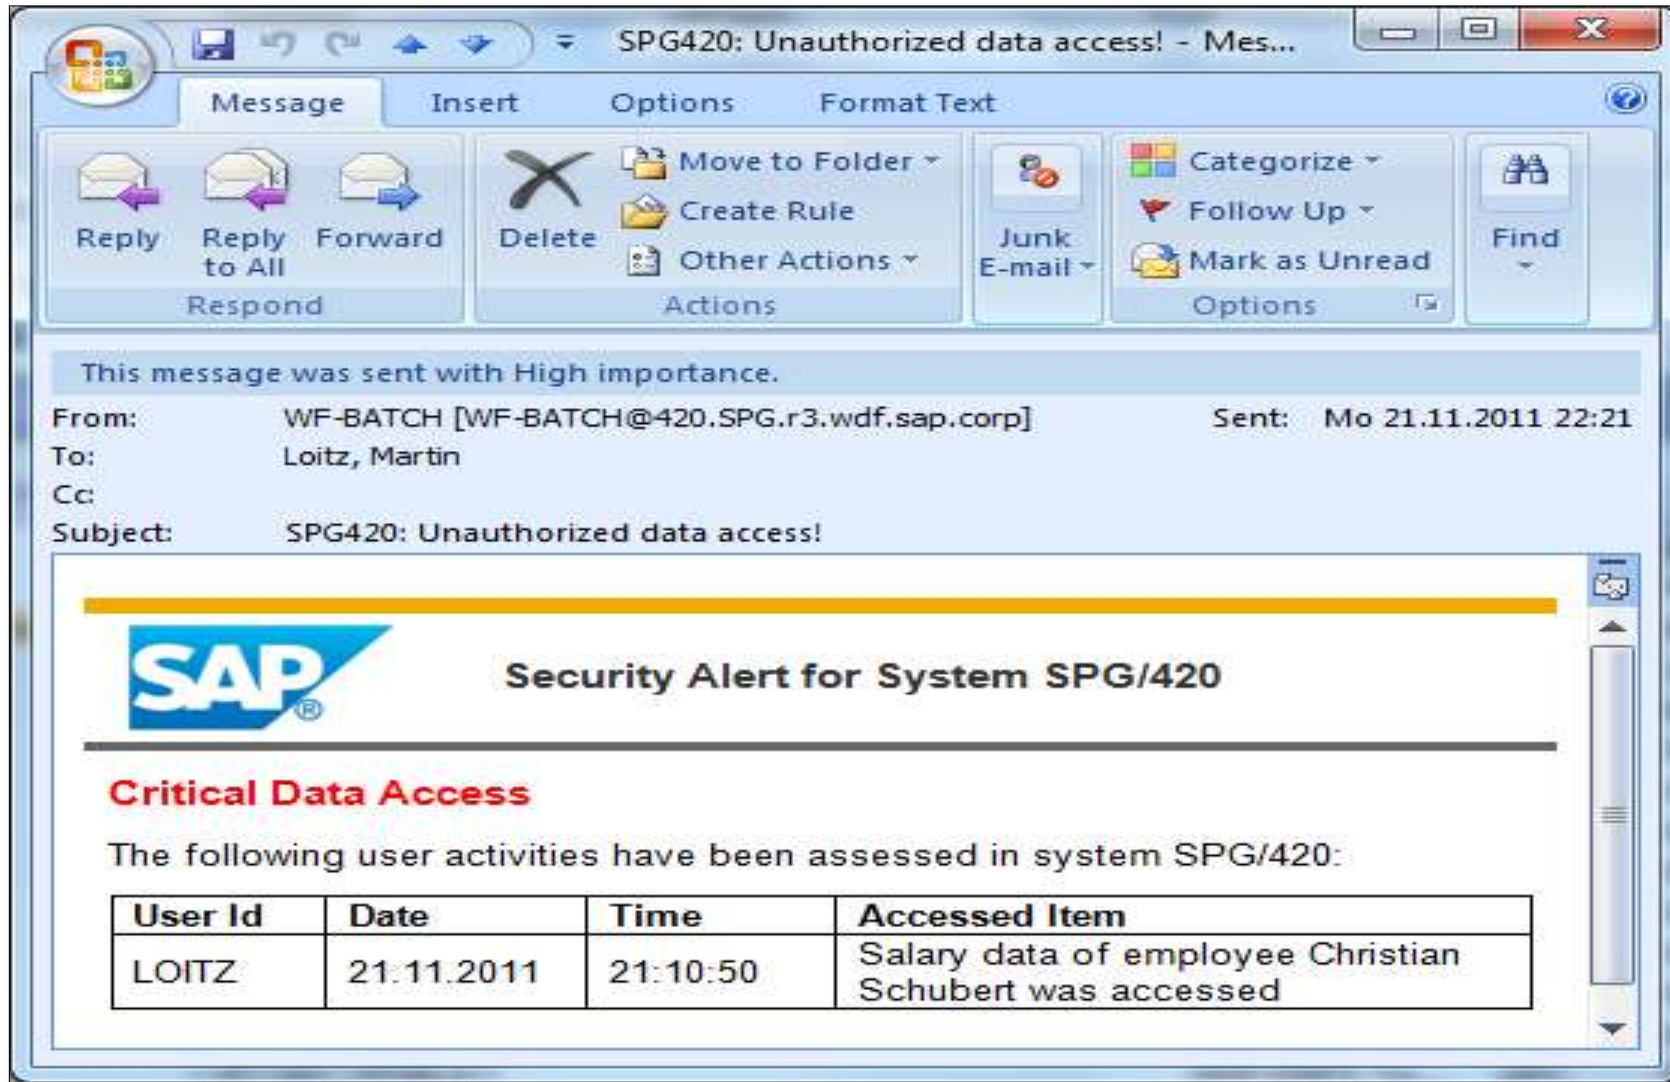 SPG420: Unauthorized data access! - Mes...
Message Insert Options Format Text
Reply
Reply to All
Forward
Respond
Delete
Move to Folder
Create Rule
Other Actions
Actions
Junk E-mail
Categorize
Follow Up
Mark as Unread
Options
Find
This message was sent with High importance.
From: WF-BATCH [WF-BATCH@420.SPG.r3.wdf.sap.corp] Sent: Mo 21.11.2011 22:21
To: Loitz, Martin
Cc:
Subject: SPG420: Unauthorized data access!
SAP®
Security Alert for System SPG/420
Critical Data Access
The following user activities have been assessed in system SPG/420:
User Id Date Time Accessed Item
LOITZ 21.11.2011 21:10:50 Salary data of employee Christian
Schubert was accessed